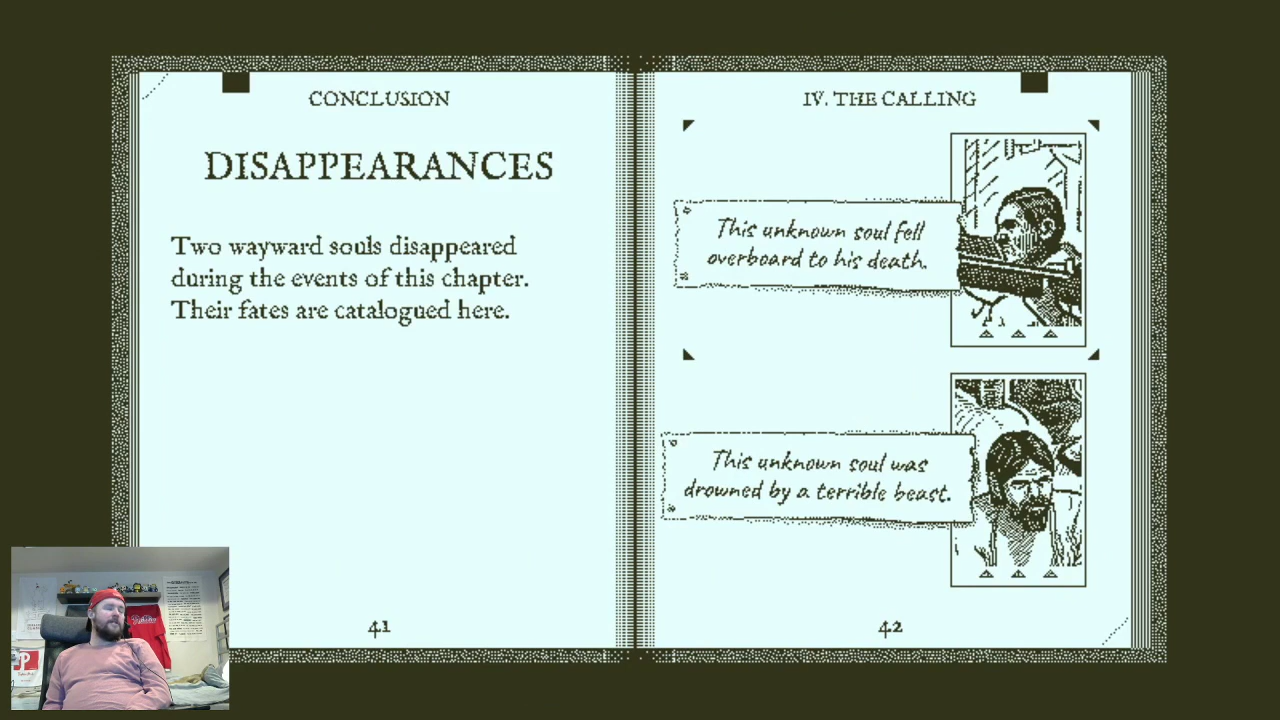 CONCLUSION
DISAPPEARANCES
Two wayward souls disappeared
during the events of this chapter.
Their fates are catalogued here.
41
IV. THE CALLING
This unknown soul fell
overboard to his death.
This unknown soul was
drowned by a terrible beast.
42